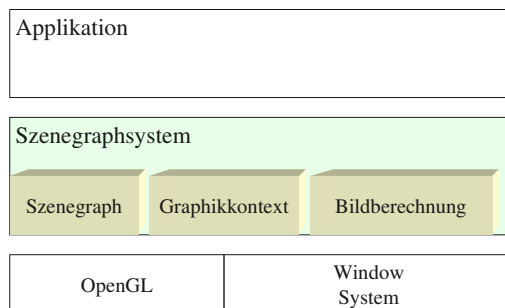 Applikation
Szenegraphsystem
Szenegraph
Graphikkontext
Bildberechnung
OpenGL
Window
System